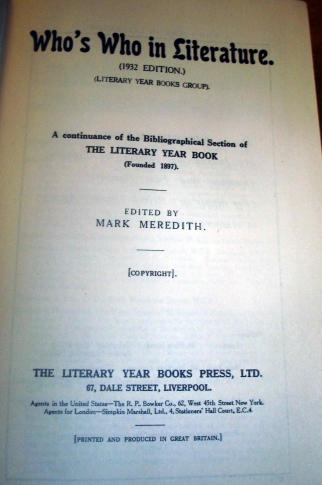 Who's Who in Literature.
(1932 EDITION.)
(LITERARY YEAR BOOKS GROUP).
A continuance of the Bibliographical Section of
THE LITERARY YEAR BOOK
(Founded 1897).
EDITED BY
MARK MEREDITH.
[COPYRIGHT].
THE LITERARY YEAR BOOKS PRESS, LTD.
67, DALE STREET, LIVERPOOL.
Agents in the United States—The R. P. Bowker Co., 62, West 45th Street New York.
Agents for London—Simpkin Marshall, Ltd., 4, Stationers' Hall Court, E.C.4
[PRINTED AND PRODUCED IN GREAT BRITAIN.]